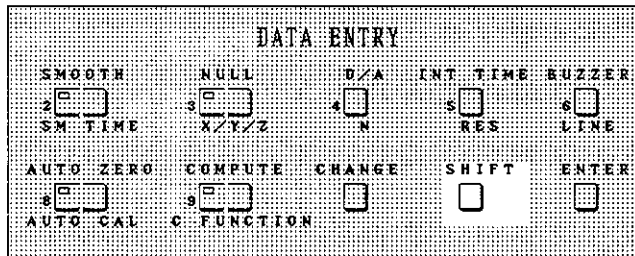 DATA ENTRY
SMOOTH NULL D/A INT TIME BUZZER
2 3 4 5 6
SM TIME X/Y/Z N RES LINE
AUTO ZERO COMPUTE CHANGE SHIFT ENTER
8 9
AUTO CAL C FUNCTION